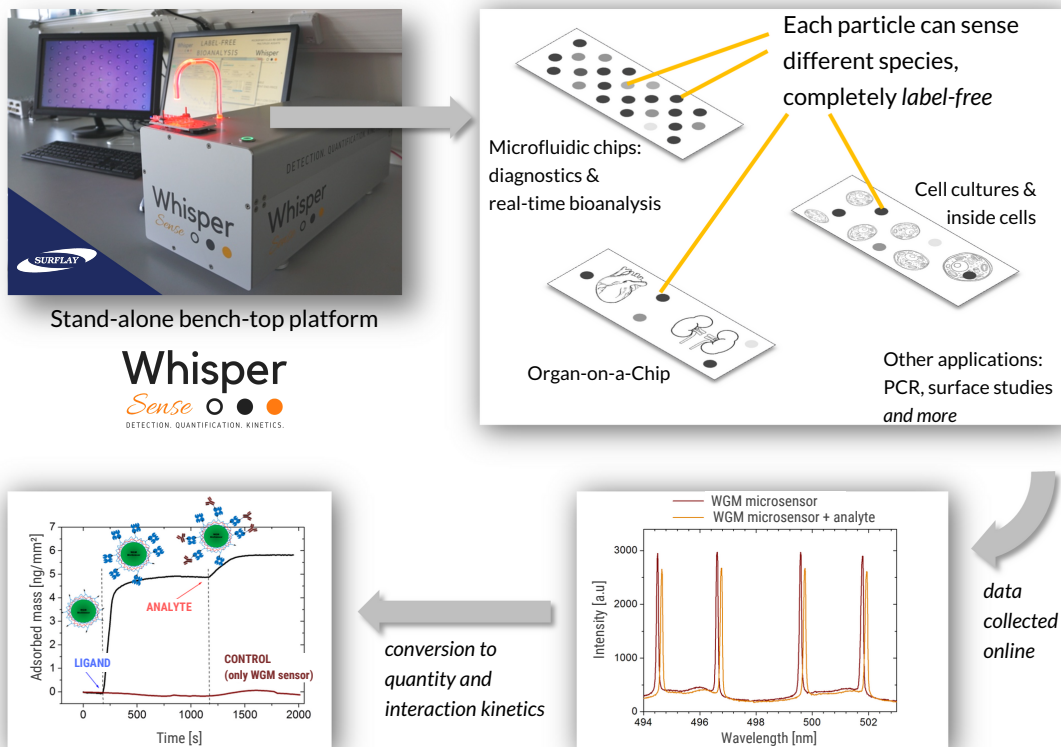 LABEL-FREE
BIOANALYSIS
Whisper
DETECTION. QUANTIFICATION.
Whisper
Sense
Whisper
Sense
SURFLAY
Stand-alone bench-top platform
Whisper
Sense
DETECTION. QUANTIFICATION. KINETICS.
Each particle can sense
different species,
completely label-free
Microfluidic chips:
diagnostics &
real-time bioanalysis
Cell cultures &
inside cells
Organ-on-a-Chip
Other applications:
PCR, surface studies
and more
data
collected
online
WGM microsensor
WGM microsensor + analyte
Intensity [a.u]
3000
2000
1000
0
494
496
498
500
502
Wavelength [nm]
conversion to
quantity and
interaction kinetics
Adsorbed mass [ng/mm²]
7
6
5
4
3
2
1
0
LIGAND
ANALYTE
CONTROL
(only WGM sensor)
0
500
1000
1500
2000
Time [s]